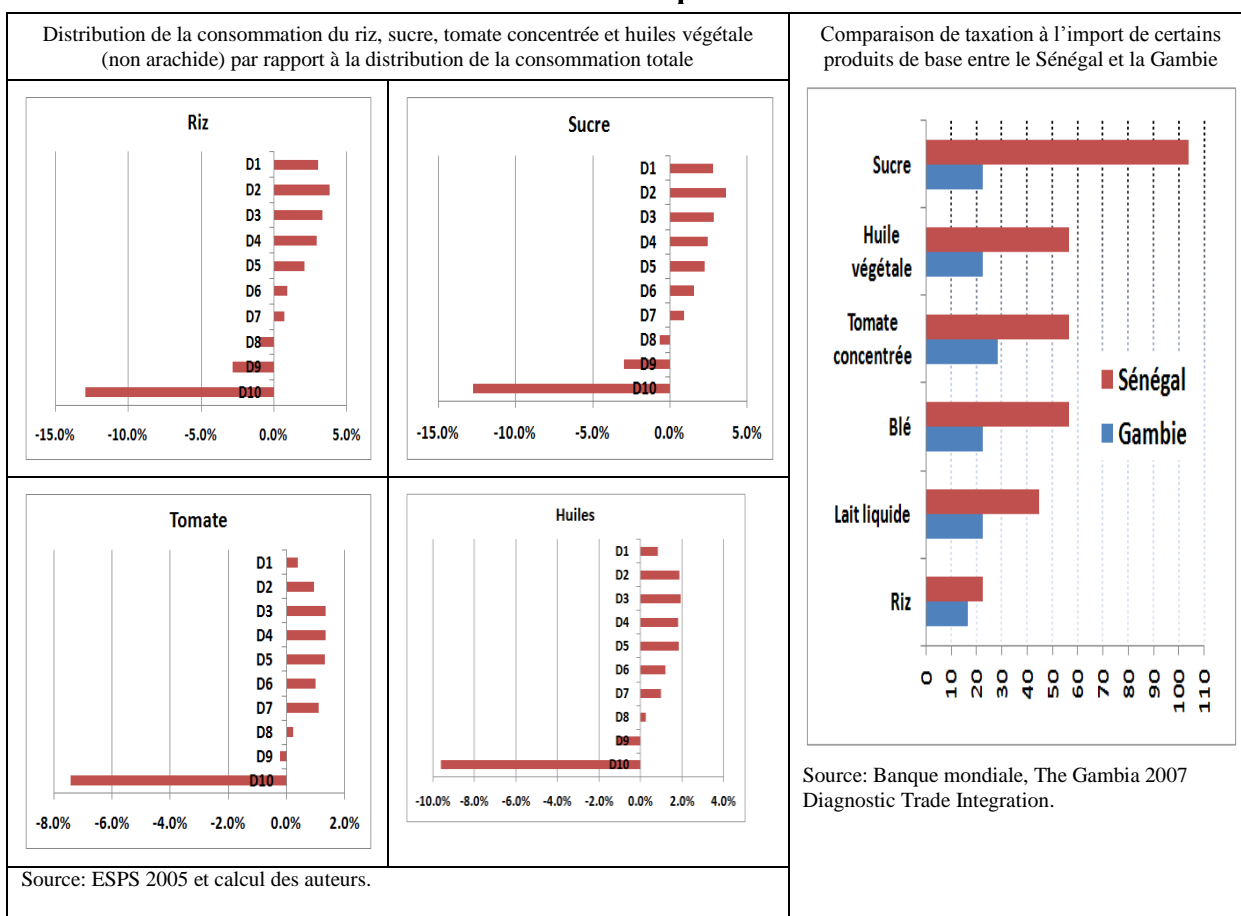 Distribution de la consommation du riz, sucre, tomate concentrée et huiles végétale
(non arachide) par rapport à la distribution de la consommation totale
Comparaison de taxation à l'import de certains
produits de base entre le Sénégal et la Gambie
Riz
D1
D2
D3
D4
D5
D6
D7
D8
D9
D10
-15.0% -10.0% -5.0% 0.0% 5.0%
Sucre
D1
D2
D3
D4
D5
D6
D7
D8
D9
D10
-15.0% -10.0% -5.0% 0.0% 5.0%
Tomate
D1
D2
D3
D4
D5
D6
D7
D8
D9
D10
-8.0% -6.0% -4.0% -2.0% 0.0% 2.0%
Huiles
D1
D2
D3
D4
D5
D6
D7
D8
D9
D10
-10.0% -8.0% -6.0% -4.0% -2.0% 0.0% 2.0% 4.0%
Source: ESPS 2005 et calcul des auteurs.
Sucre
Huile
végétale
Tomate
concentrée
Blé
Lait liquide
Riz
Sénégal
Gambie
0 10 20 30 40 50 60 70 80 90 100 110
Source: Banque mondiale, The Gambia 2007
Diagnostic Trade Integration.